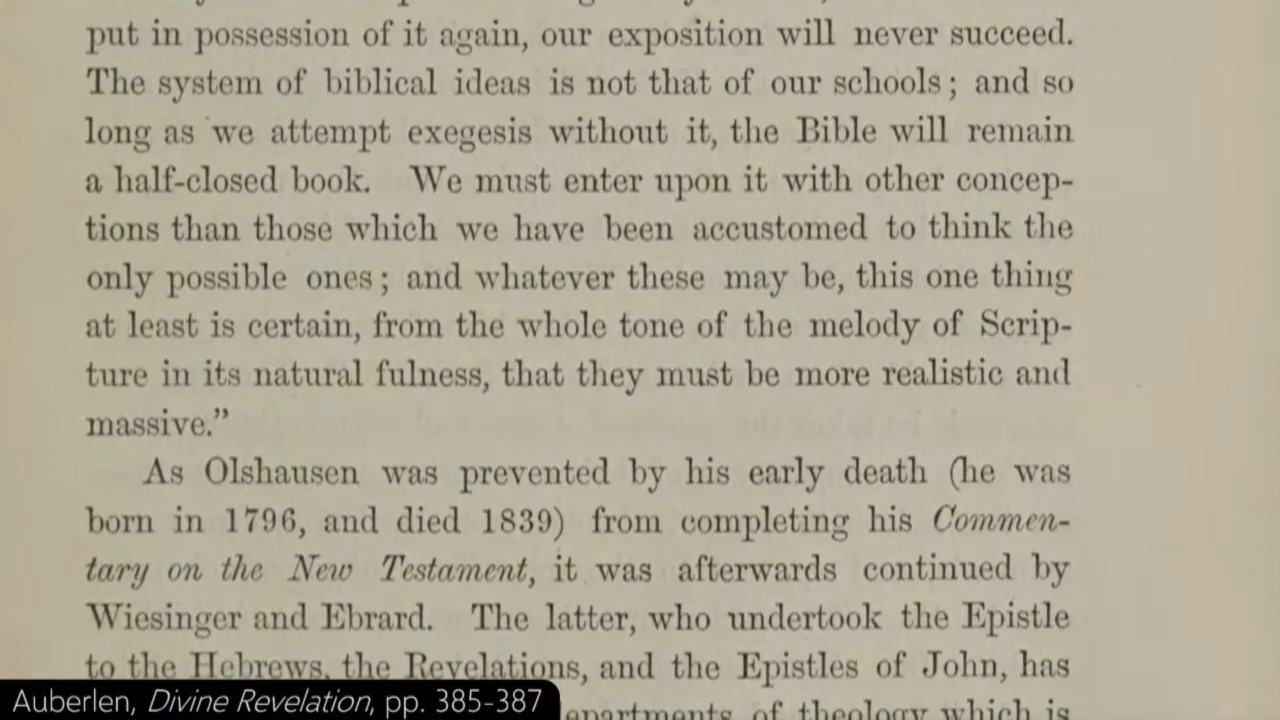 put in possession of it again, our exposition will never succeed.
The system of biblical ideas is not that of our schools; and so
long as we attempt exegesis without it, the Bible will remain
a half-closed book. We must enter upon it with other concep-
tions than those which we have been accustomed to think the
only possible ones; and whatever these may be, this one thing
at least is certain, from the whole tone of the melody of Scrip-
ture in its natural fulness, that they must be more realistic and
massive.”
As Olshausen was prevented by his early death (he was
born in 1796, and died 1839) from completing his Commen-
tary on the New Testament, it was afterwards continued by
Wiesinger and Ebrard. The latter, who undertook the Epistle
to the Hebrews, the Revelations, and the Epistles of John, has
of theology which is
Auberlen, Divine Revelation, pp. 385-387